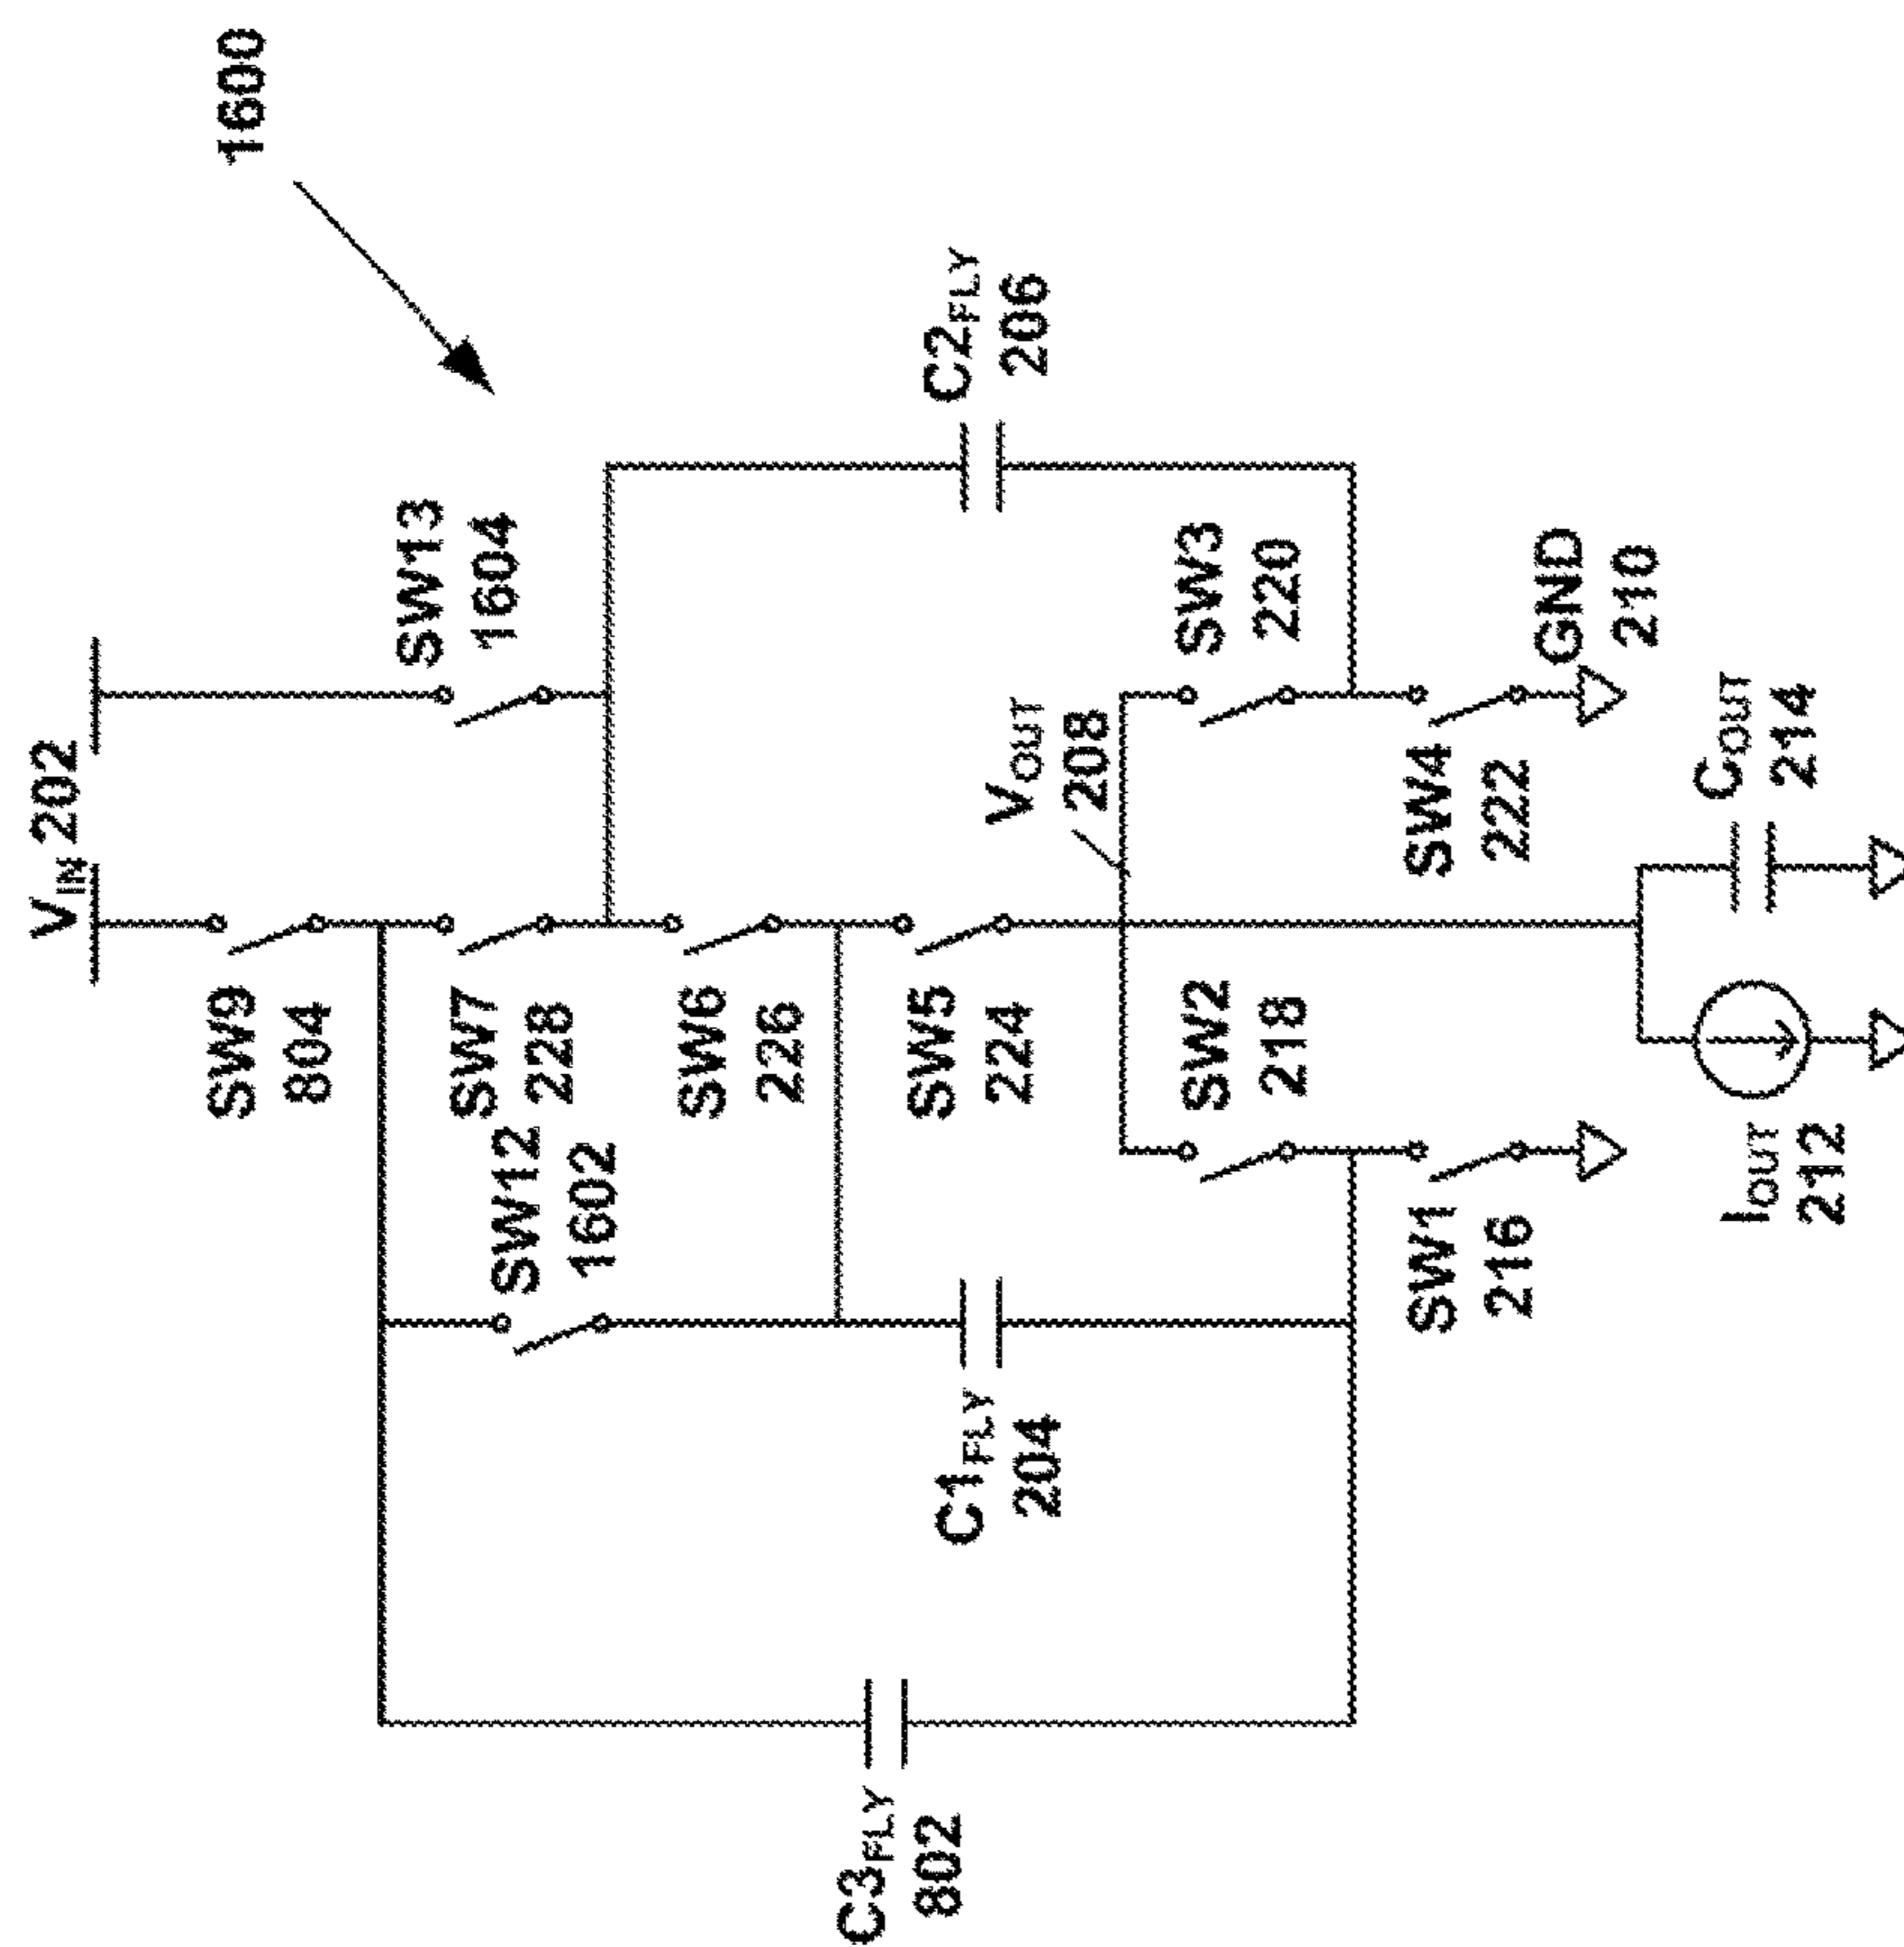 1600
V_IN 202
SW13
1604
SW9
804
SW7
228
SW12
1602
SW6
226
SW5
224
C3_FLY
802
C1_FLY
204
C2_FLY
206
V_OUT
208
SW2
218
SW3
220
SW1
216
SW4
222
GND
210
I_OUT
212
C_OUT
214